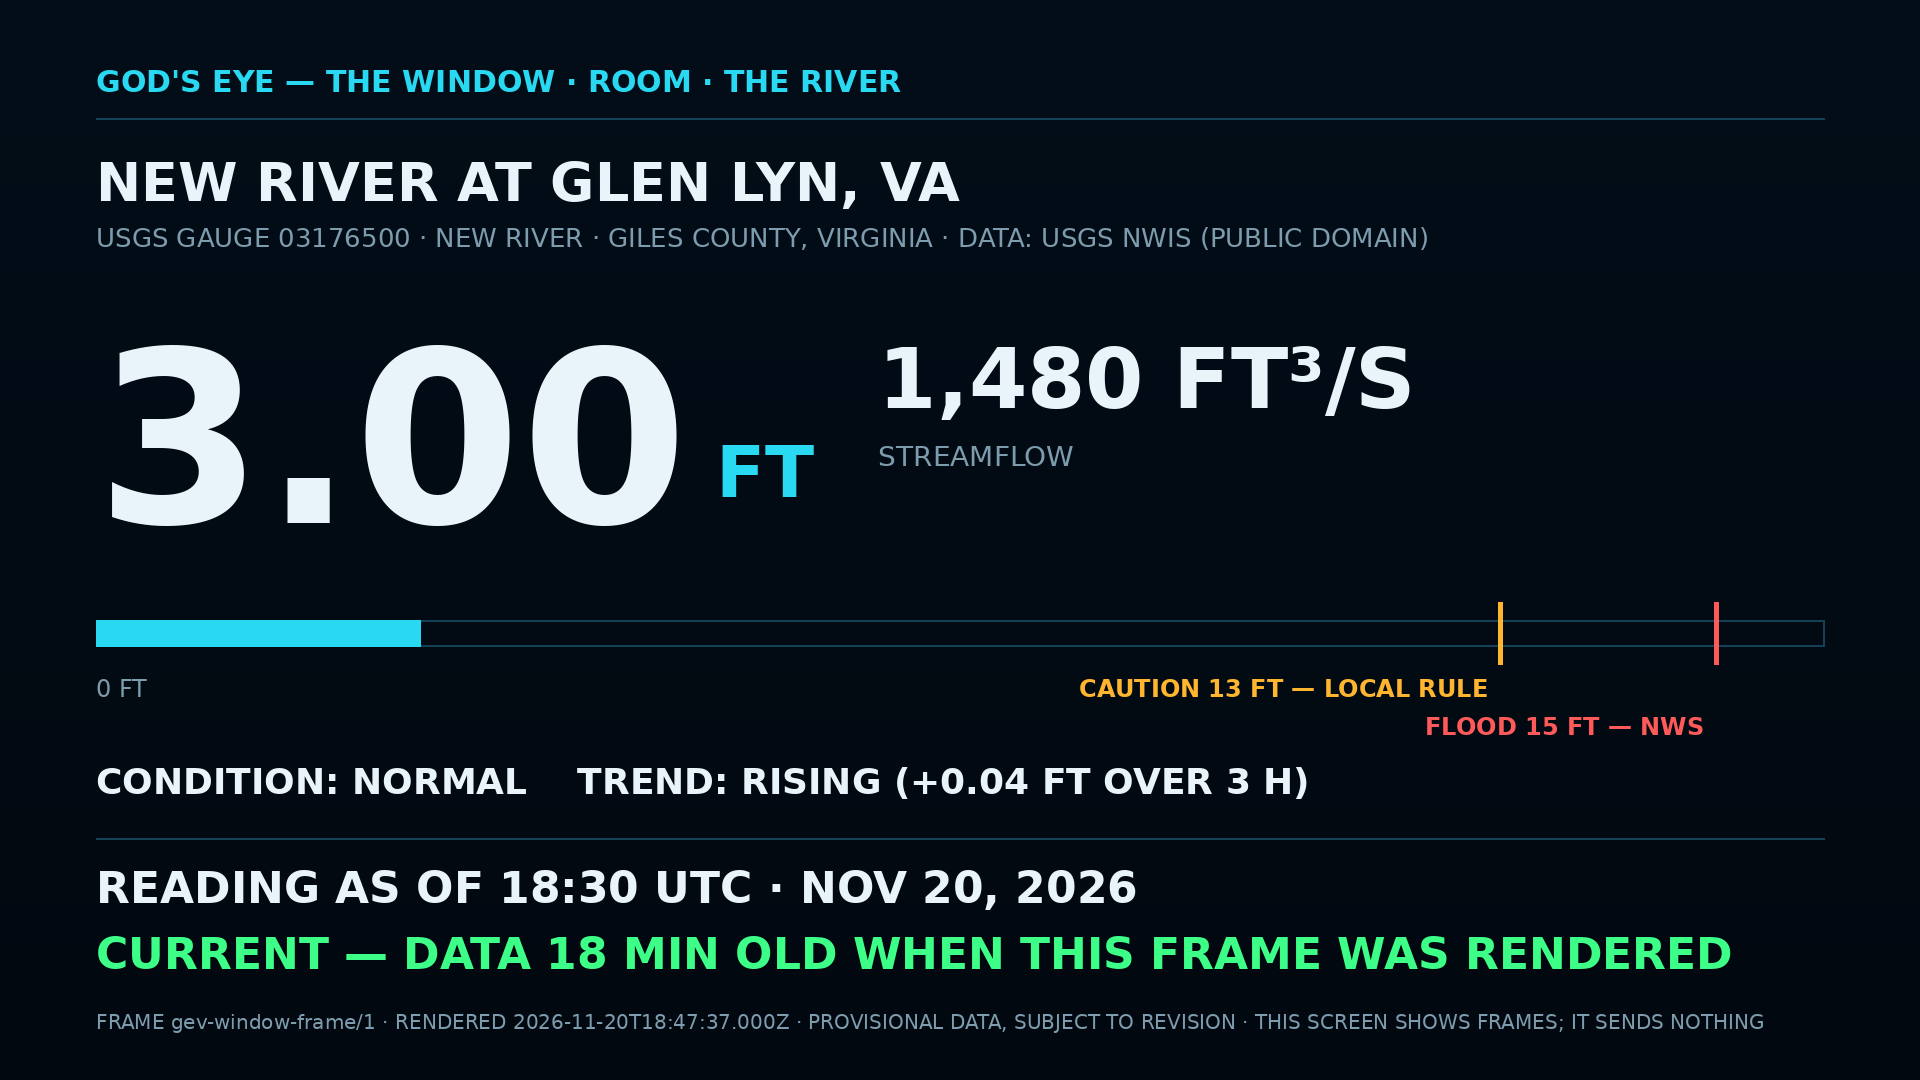 GOD'S EYE — THE WINDOW · ROOM · THE RIVER
NEW RIVER AT GLEN LYN, VA
USGS GAUGE 03176500 · NEW RIVER · GILES COUNTY, VIRGINIA · DATA: USGS NWIS (PUBLIC DOMAIN)
3.00 FT
1,480 FT³/S
STREAMFLOW
0 FT
CAUTION 13 FT — LOCAL RULE
FLOOD 15 FT — NWS
CONDITION: NORMAL TREND: RISING (+0.04 FT OVER 3 H)
READING AS OF 18:30 UTC · NOV 20, 2026
CURRENT — DATA 18 MIN OLD WHEN THIS FRAME WAS RENDERED
FRAME gev-window-frame/1 · RENDERED 2026-11-20T18:47:37.000Z · PROVISIONAL DATA, SUBJECT TO REVISION · THIS SCREEN SHOWS FRAMES; IT SENDS NOTHING